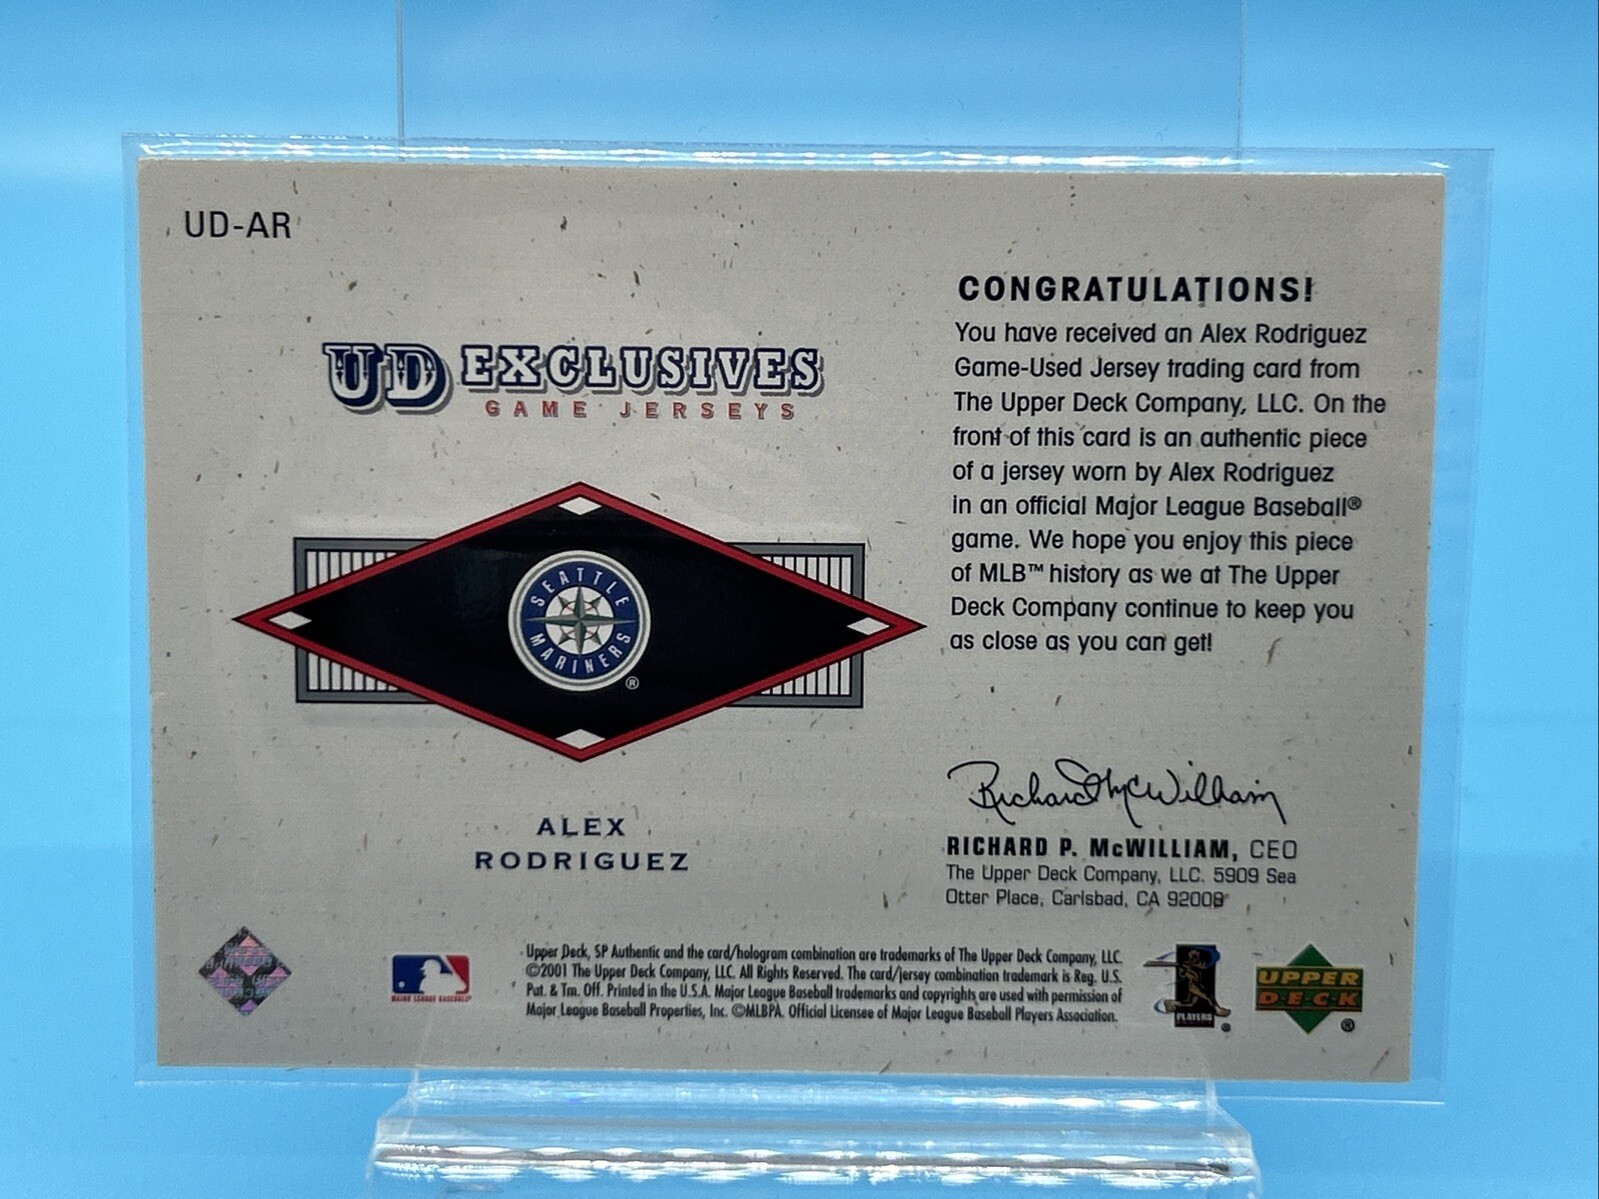 UD-AR
UD EXCLUSIVES
GAME JERSEYS
SEATTLE
MARINERS
®
ALEX
RODRIGUEZ
CONGRATULATIONS!
You have received an Alex Rodriguez
Game-Used Jersey trading card from
The Upper Deck Company, LLC. On the
front of this card is an authentic piece
of a jersey worn by Alex Rodriguez
in an official Major League Baseball®
game. We hope you enjoy this piece
of MLB™ history as we at The Upper
Deck Company continue to keep you
as close as you can get!
Richard P. McWilliam
RICHARD P. McWILLIAM, CEO
The Upper Deck Company, LLC. 5909 Sea
Otter Place, Carlsbad, CA 92008
MAJOR LEAGUE BASEBALL®
Upper Deck, SP Authentic and the card/hologram combination are trademarks of The Upper Deck Company, LLC.
©2001 The Upper Deck Company, LLC. All Rights Reserved. The card/jersey combination trademark is Reg. U.S.
Pat. & Tm. Off. Printed in the U.S.A. Major League Baseball trademarks and copyrights are used with permission of
Major League Baseball Properties, Inc. ©MLBPA. Official Licensee of Major League Baseball Players Association.
PLAYERS
®
UPPER
DECK
®